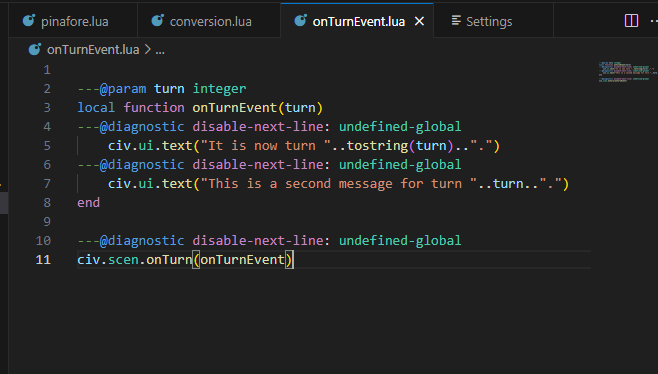 pinafore.lua conversion.lua onTurnEvent.lua Settings
onTurnEvent.lua > ...
1
2 ---@param turn integer
3 local function onTurnEvent(turn)
4 ---@diagnostic disable-next-line: undefined-global
5 civ.ui.text("It is now turn "..tostring(turn)..".")
6 ---@diagnostic disable-next-line: undefined-global
7 civ.ui.text("This is a second message for turn "..turn..".")
8 end
9
10 ---@diagnostic disable-next-line: undefined-global
11 civ.scen.onTurn(onTurnEvent)